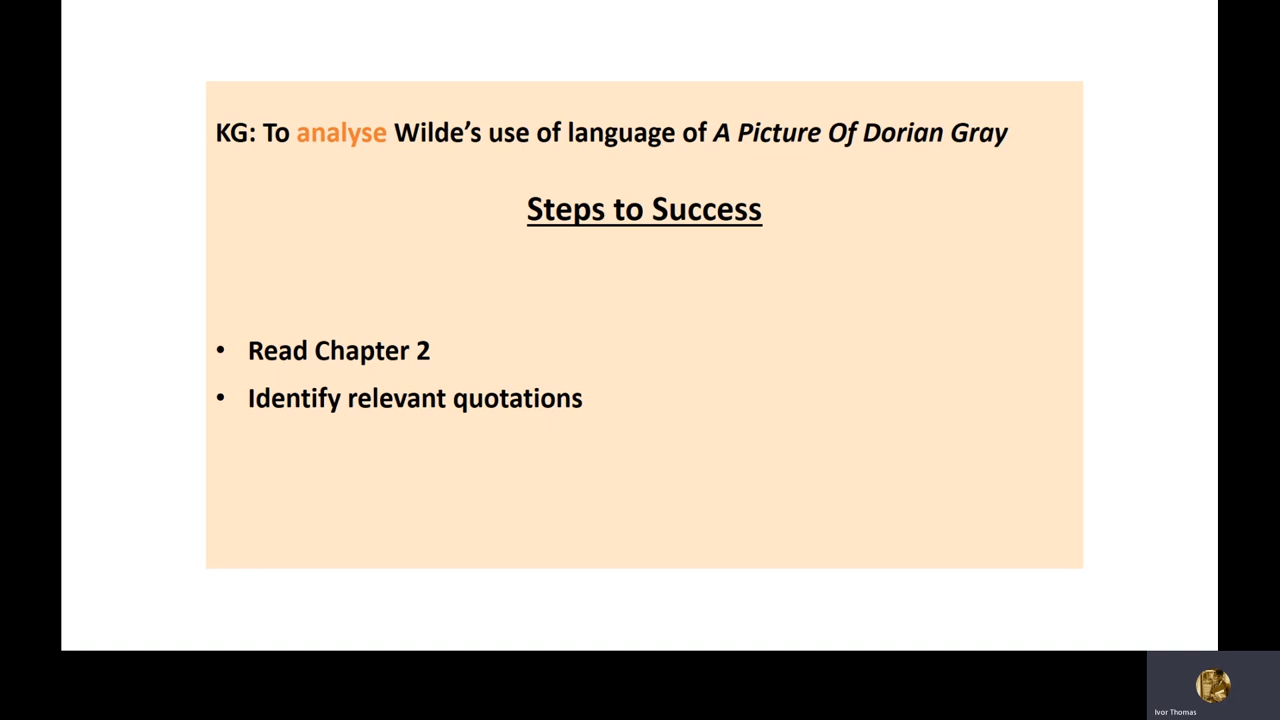 KG: To analyse Wilde’s use of language of A Picture Of Dorian Gray
Steps to Success
• Read Chapter 2
• Identify relevant quotations
Ivor Thomas